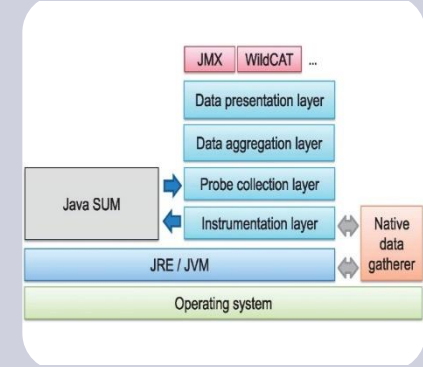 JMX WildCAT ...
Data presentation layer
Data aggregation layer
Probe collection layer
Java SUM
Instrumentation layer
Native
data
gatherer
JRE / JVM
Operating system